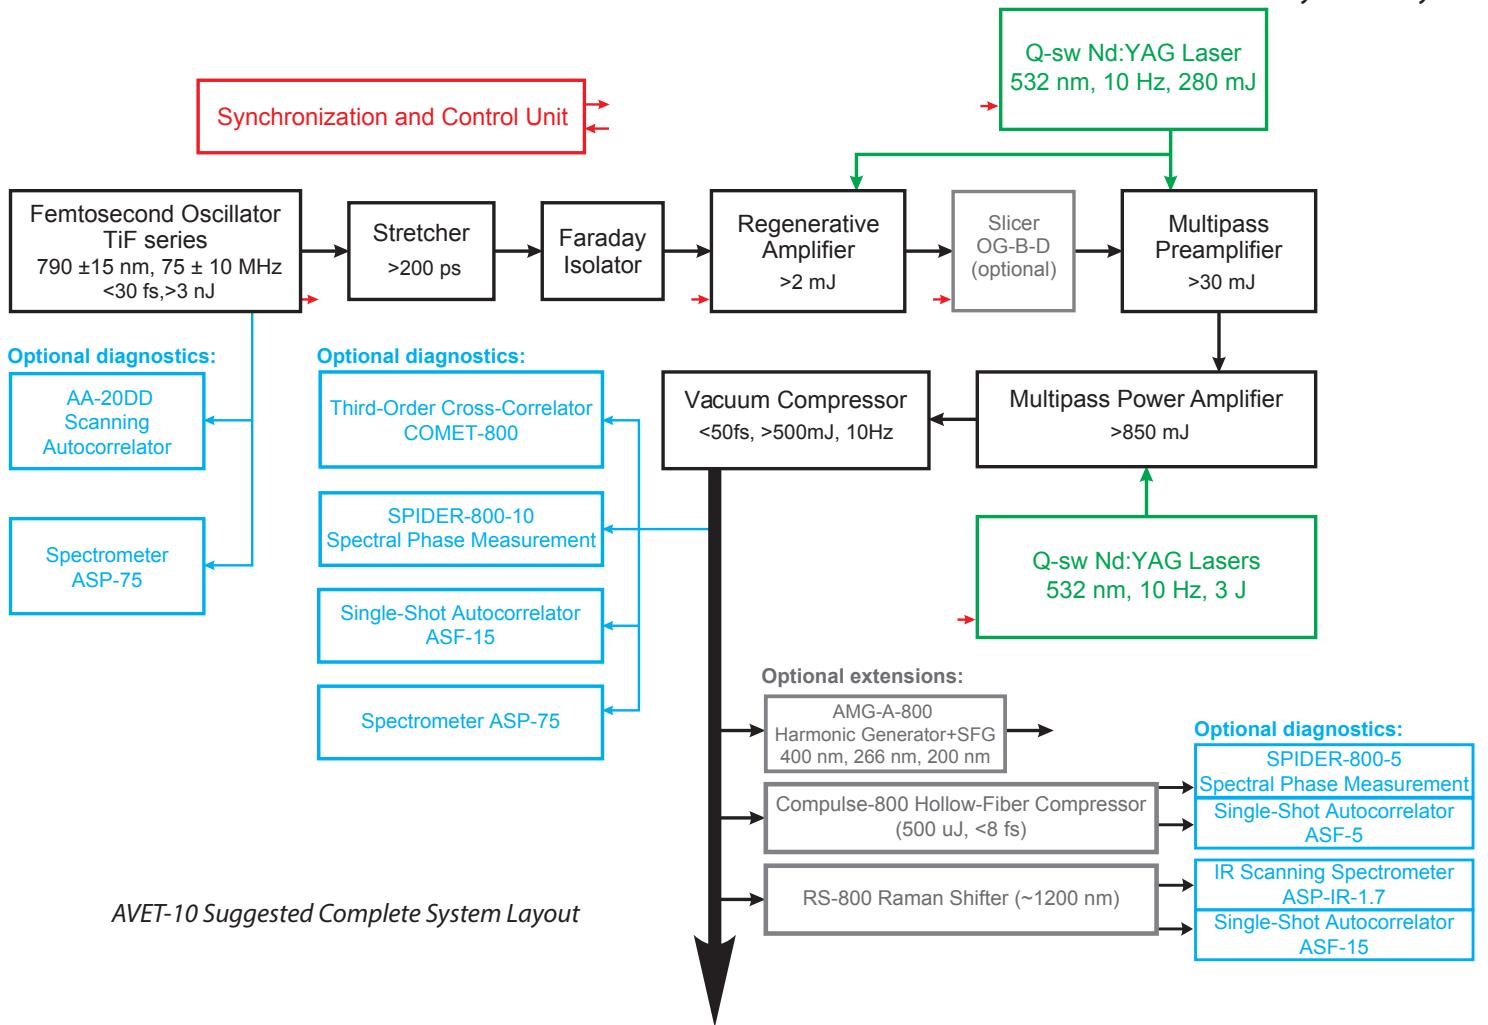 Q-sw Nd:YAG Laser
532 nm, 10 Hz, 280 mJ
Synchronization and Control Unit
Femtosecond Oscillator
TiF series
790 ±15 nm, 75 ± 10 MHz
<30 fs,>3 nJ
Stretcher
>200 ps
Faraday
Isolator
Regenerative
Amplifier
>2 mJ
Slicer
OG-B-D
(optional)
Multipass
Preamplifier
>30 mJ
Optional diagnostics:
AA-20DD
Scanning
Autocorrelator
Spectrometer
ASP-75
Optional diagnostics:
Third-Order Cross-Correlator
COMET-800
SPIDER-800-10
Spectral Phase Measurement
Single-Shot Autocorrelator
ASF-15
Spectrometer ASP-75
Vacuum Compressor
<50fs, >500mJ, 10Hz
Multipass Power Amplifier
>850 mJ
Q-sw Nd:YAG Lasers
532 nm, 10 Hz, 3 J
Optional extensions:
AMG-A-800
Harmonic Generator+SFG
400 nm, 266 nm, 200 nm
Compulse-800 Hollow-Fiber Compressor
(500 uJ, <8 fs)
RS-800 Raman Shifter (~1200 nm)
Optional diagnostics:
SPIDER-800-5
Spectral Phase Measurement
Single-Shot Autocorrelator
ASF-5
IR Scanning Spectrometer
ASP-IR-1.7
Single-Shot Autocorrelator
ASF-15
AVET-10 Suggested Complete System Layout